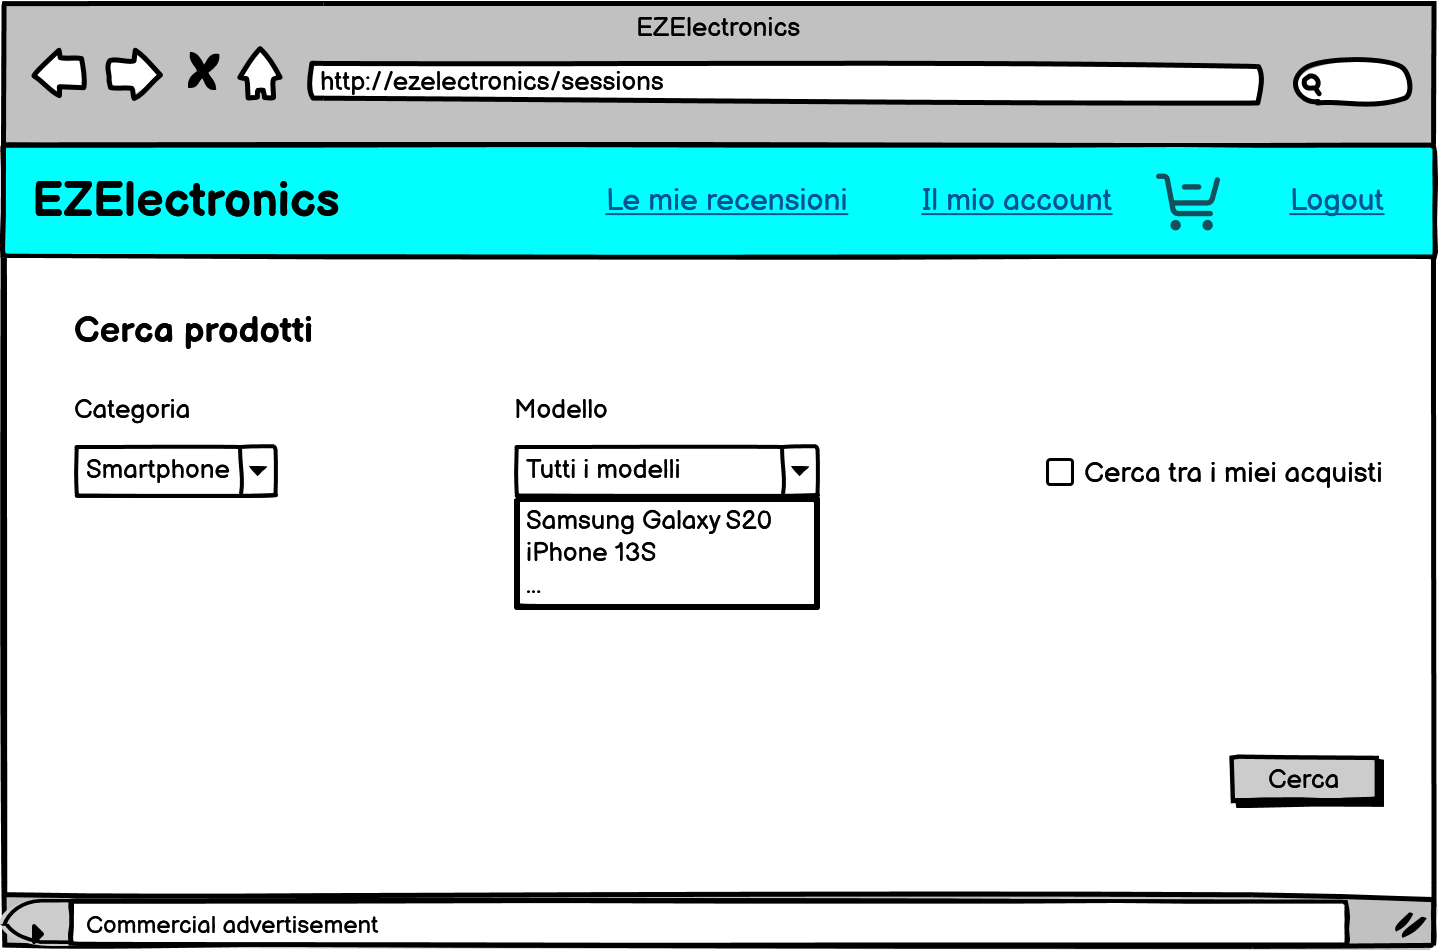 EZElectronics
http://ezelectronics/sessions
EZElectronics
Le mie recensioni
Il mio account
Logout
Cerca prodotti
Categoria
Modello
Smartphone
Tutti i modelli
Cerca tra i miei acquisti
Samsung Galaxy S20
iPhone 13S
...
Cerca
Commercial advertisement